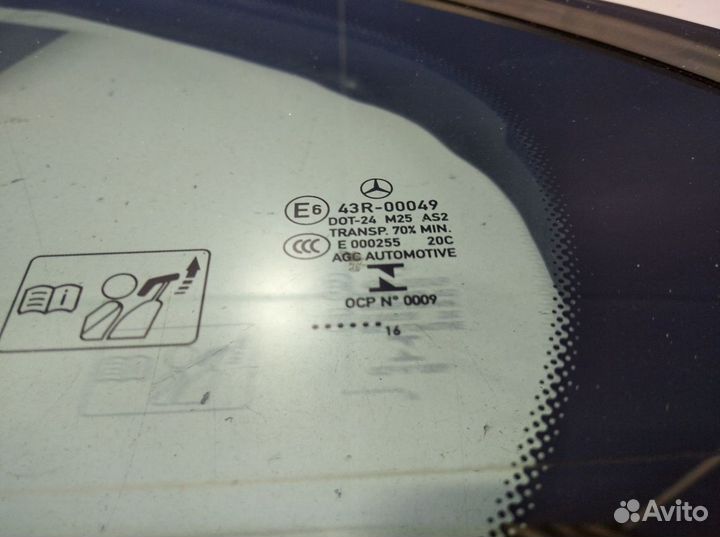 E6 43R-00049
DOT-24 M25 AS2
TRANSP. 70% MIN.
CCC E 000255 20C
AGC AUTOMOTIVE
OCP N° 0009
•••••• 16
i
Avito